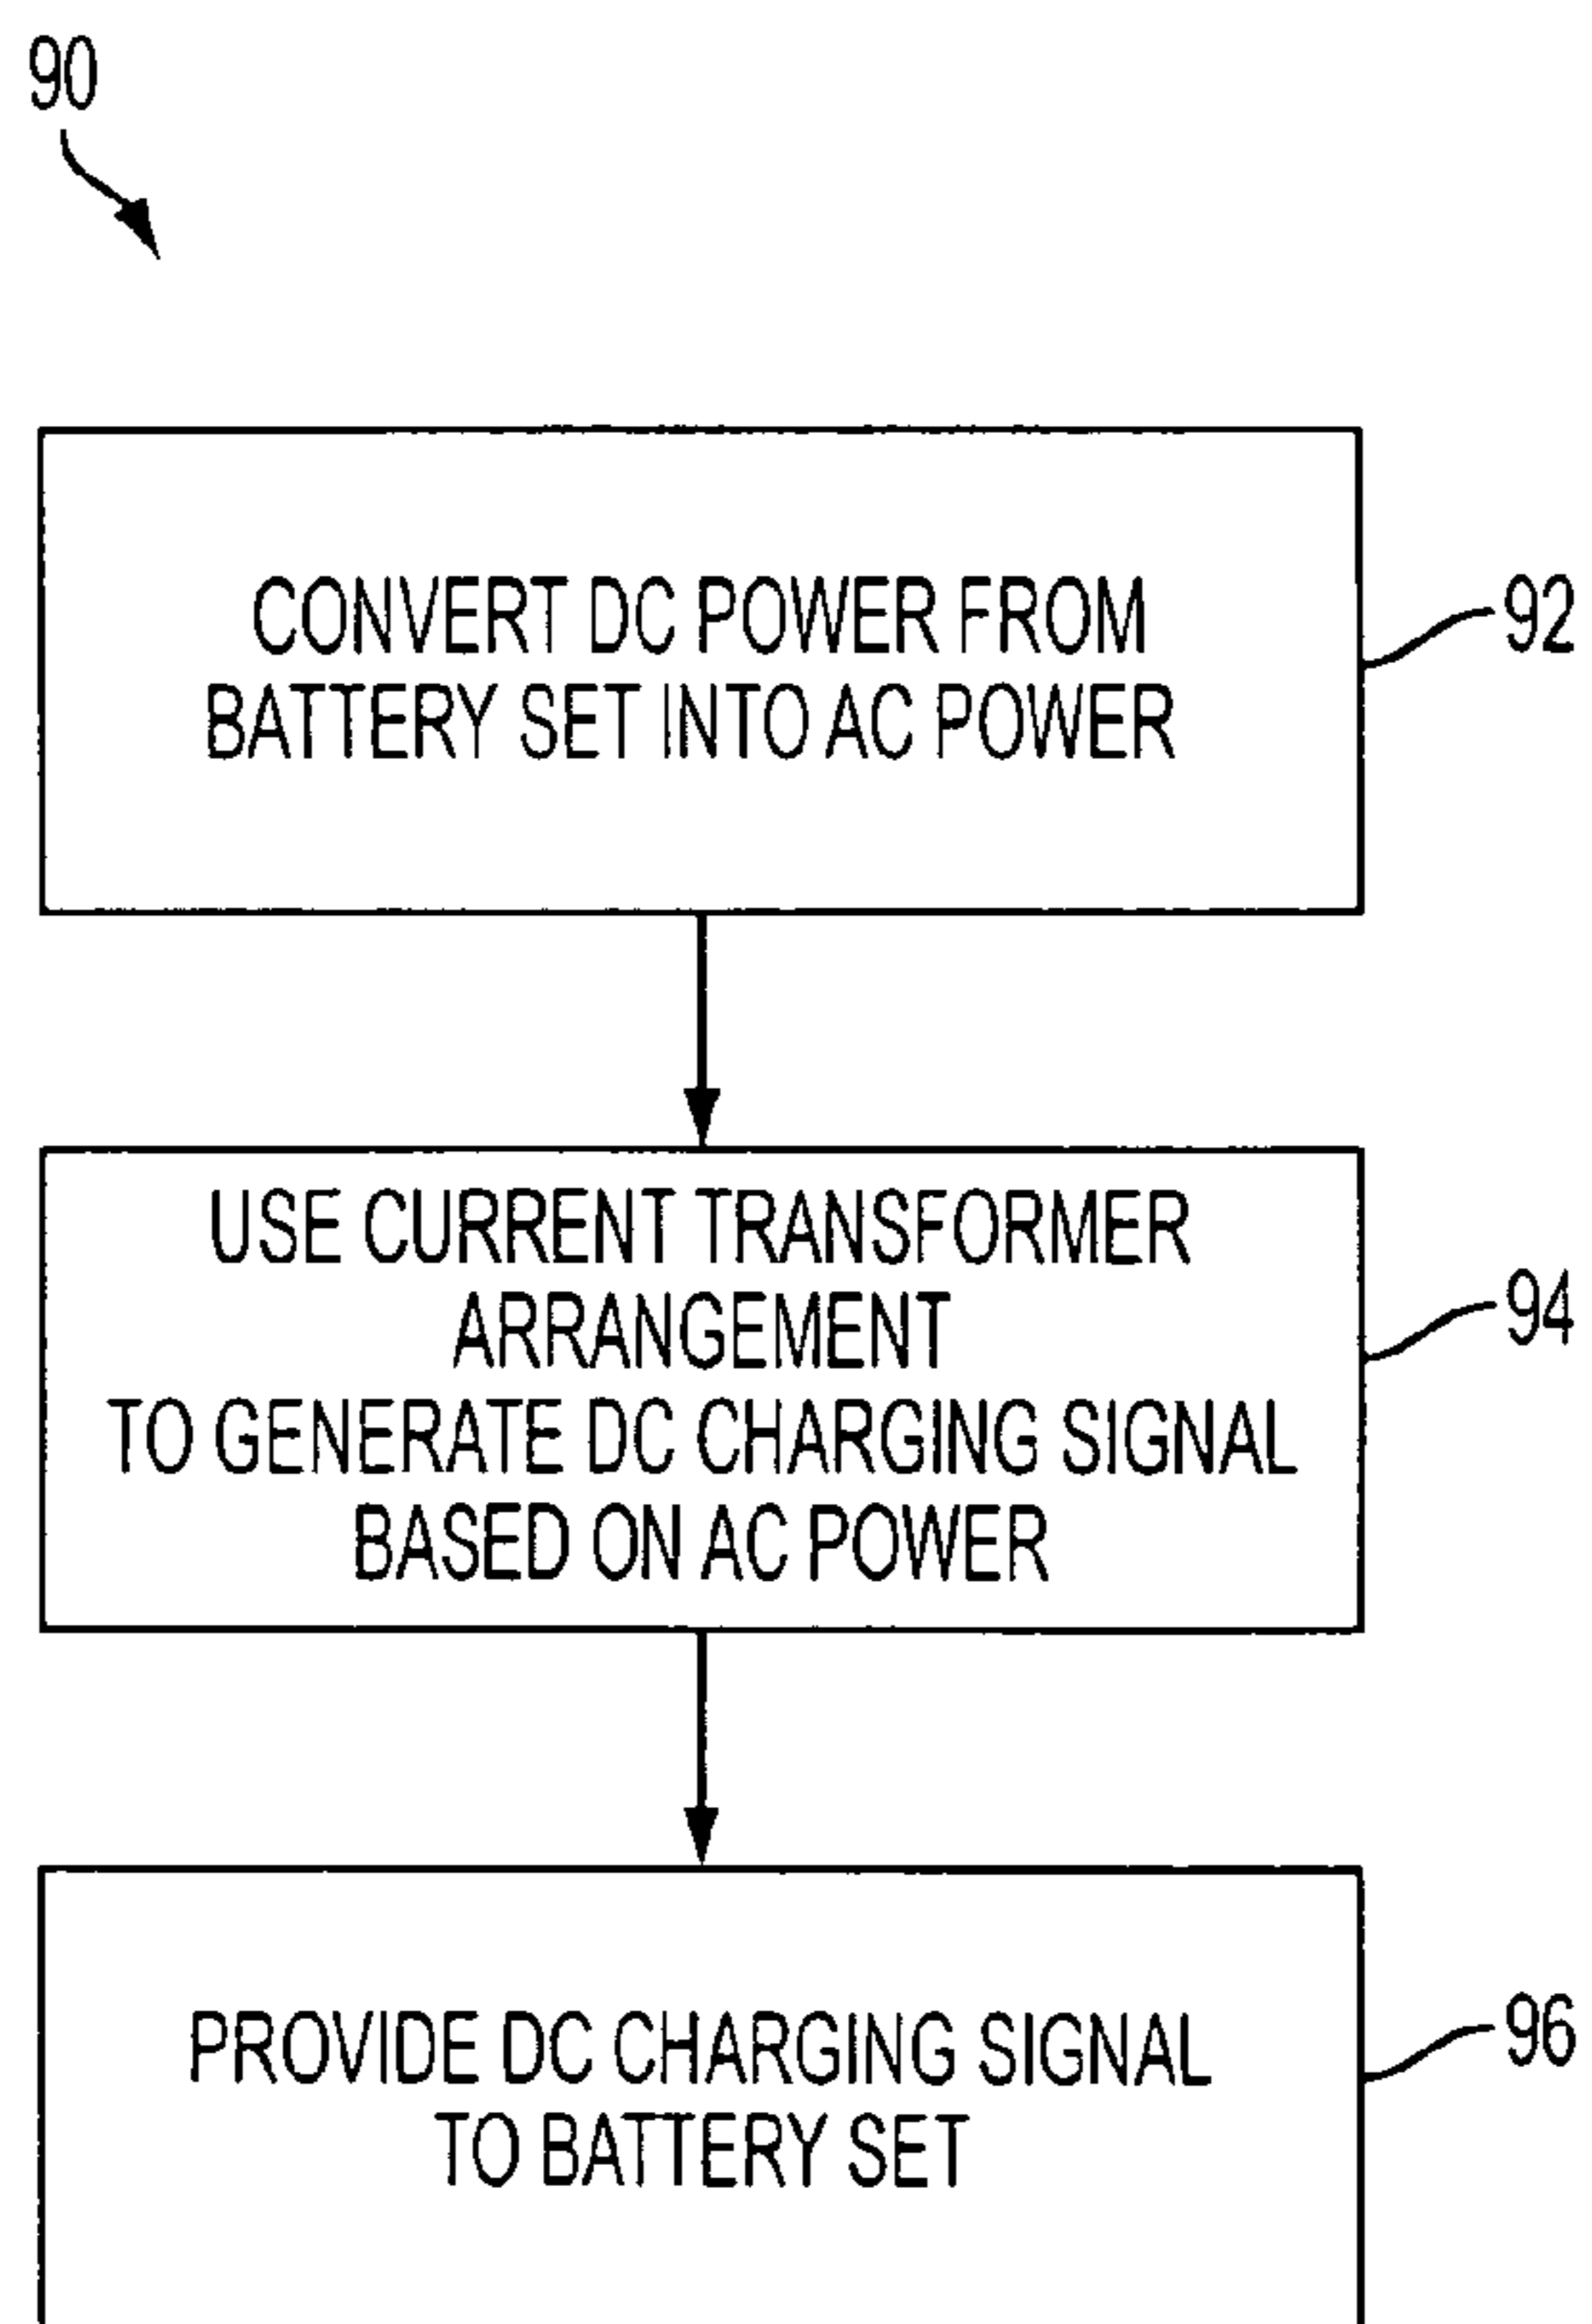 90
CONVERT DC POWER FROM
BATTERY SET INTO AC POWER
92
USE CURRENT TRANSFORMER
ARRANGEMENT
TO GENERATE DC CHARGING SIGNAL
BASED ON AC POWER
94
PROVIDE DC CHARGING SIGNAL
TO BATTERY SET
96